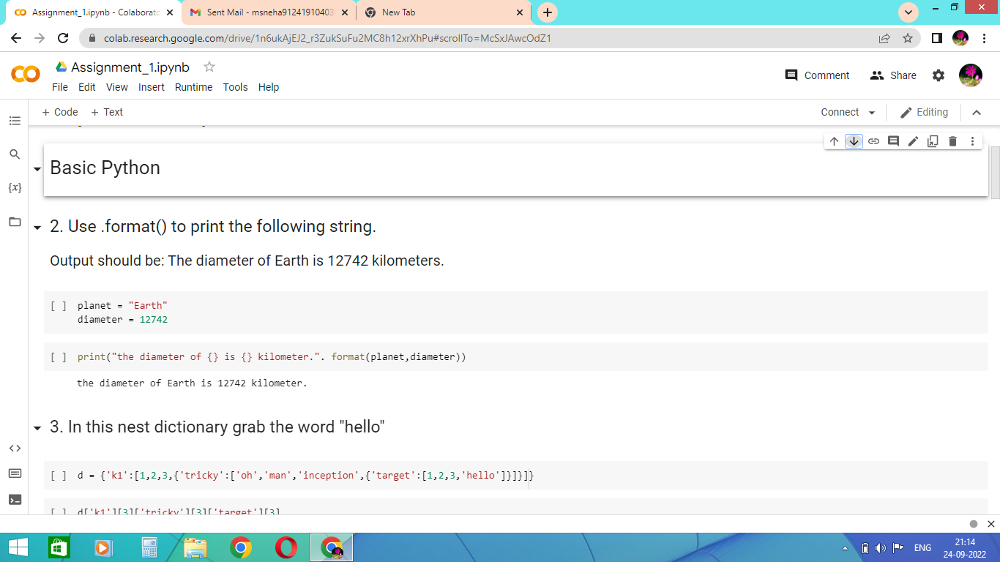 Assignment_1.ipynb - Colaborato
Sent Mail - msneha91241910403
New Tab
colab.research.google.com/drive/1n6ukAjEJ2_r3ZukSuFu2MC8h12xrXhPu#scrollTo=McSxJAwcOdZ1
Assignment_1.ipynb
File Edit View Insert Runtime Tools Help
Comment
Share
+ Code + Text
Connect
Editing
Basic Python
{x}
2. Use .format() to print the following string.
Output should be: The diameter of Earth is 12742 kilometers.
[ ] planet = "Earth"
diameter = 12742
[ ] print("the diameter of {} is {} kilometer.". format(planet,diameter))
the diameter of Earth is 12742 kilometer.
3. In this nest dictionary grab the word "hello"
[ ] d = {'k1':[1,2,3,{'tricky':['oh','man','inception',{'target':[1,2,3,'hello']}]}]}
[ ] d['k1'][3]['tricky'][3]['target'][3]
ENG
21:14
24-09-2022